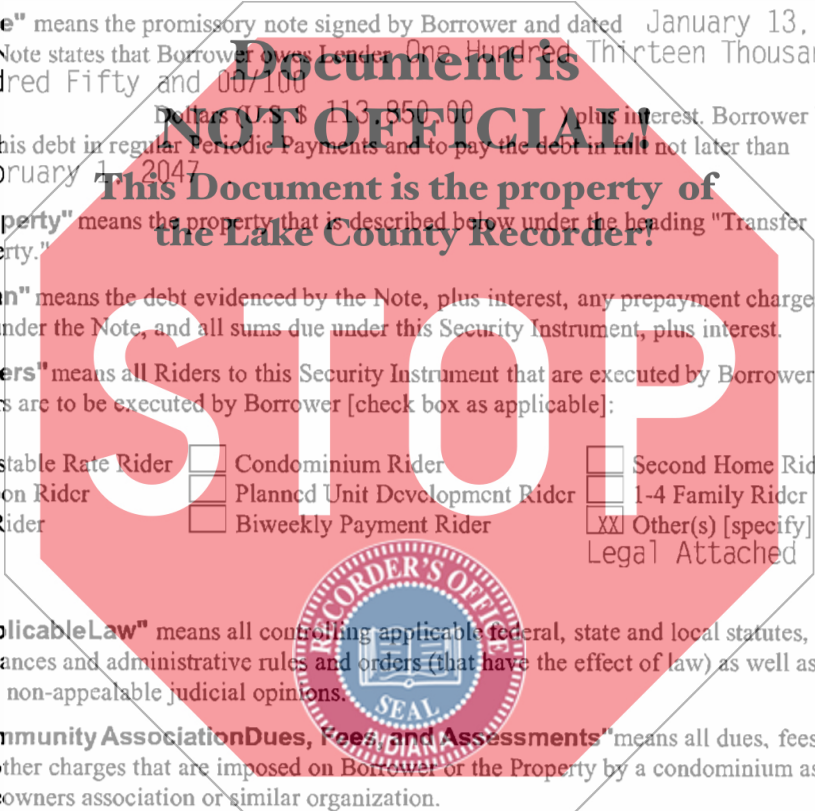 e" means the promissory note signed by Borrower and dated January 13,
Note states that Borrower owes Lender One Hundred Thirteen Thousa
dred Fifty and 00/100
Dollars (U.S. $ 113,850.00 ) plus interest. Borrower
his debt in regular Periodic Payments and to pay the debt in full not later than
bruary 1, 2047 .
perty" means the property that is described below under the heading "Transfer
erty."
n" means the debt evidenced by the Note, plus interest, any prepayment charge
nder the Note, and all sums due under this Security Instrument, plus interest.
ers" means all Riders to this Security Instrument that are executed by Borrower
s are to be executed by Borrower [check box as applicable]:
stable Rate Rider Condominium Rider Second Home Rid
on Rider Planned Unit Development Rider 1-4 Family Rider
Rider Biweekly Payment Rider XX Other(s) [specify]
Legal Attached
plicableLaw" means all controlling applicable federal, state and local statutes,
ances and administrative rules and orders (that have the effect of law) as well as
non-appealable judicial opinions.
mmunity AssociationDues, Fees, and Assessments" means all dues, fees
ther charges that are imposed on Borrower or the Property by a condominium as
owners association or similar organization.
Document is
NOT OFFICIAL!
This Document is the property of
the Lake County Recorder!
STOP
RECORDER'S OFFICE
SEAL
INDIANA